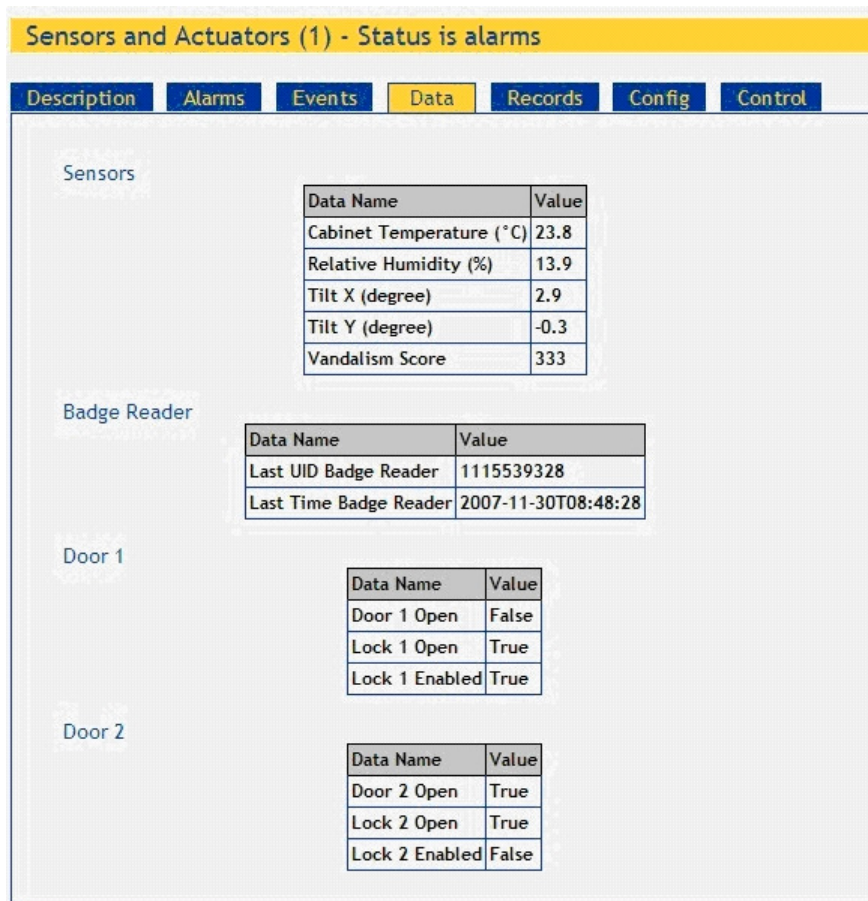 Sensors and Actuators (1) - Status is alarms
Description Alarms Events Data Records Config Control
Sensors
Data Name Value
Cabinet Temperature (°C) 23.8
Relative Humidity (%) 13.9
Tilt X (degree) 2.9
Tilt Y (degree) -0.3
Vandalism Score 333
Badge Reader
Data Name Value
Last UID Badge Reader 1115539328
Last Time Badge Reader 2007-11-30T08:48:28
Door 1
Data Name Value
Door 1 Open False
Lock 1 Open True
Lock 1 Enabled True
Door 2
Data Name Value
Door 2 Open True
Lock 2 Open True
Lock 2 Enabled False